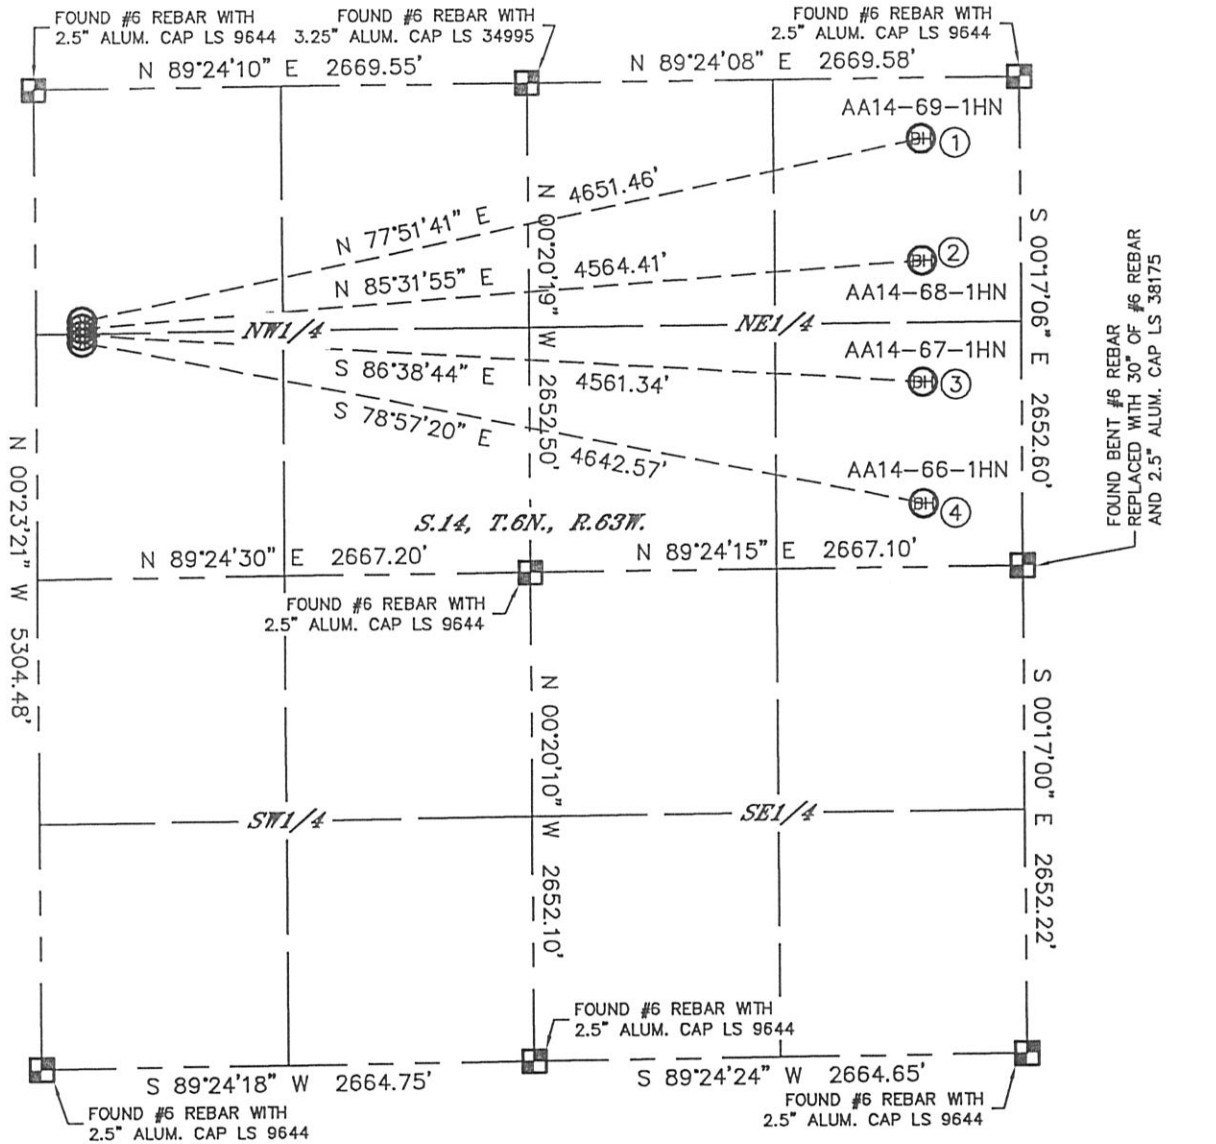 FOUND #6 REBAR WITH
2.5" ALUM. CAP LS 9644
FOUND #6 REBAR WITH
3.25" ALUM. CAP LS 34995
FOUND #6 REBAR WITH
2.5" ALUM. CAP LS 9644
N 89°24'10" E 2669.55'
N 89°24'08" E 2669.58'
AA14-69-1HN
BH 1
N 77°51'41" E 4651.46'
N 00°20'19" W 2652.50'
S 00°17'06" E 2652.60'
BH 2
N 85°31'55" E 4564.41'
AA14-68-1HN
NW1/4
NE1/4
AA14-67-1HN
S 86°38'44" E 4561.34'
BH 3
S 78°57'20" E 4642.57'
AA14-66-1HN
BH 4
FOUND BENT #6 REBAR
REPLACED WITH 30" OF #6 REBAR
AND 2.5" ALUM. CAP LS 38175
N 00°23'21" W 5304.48'
S.14, T.6N., R.63W.
N 89°24'30" E 2667.20'
N 89°24'15" E 2667.10'
FOUND #6 REBAR WITH
2.5" ALUM. CAP LS 9644
N 00°20'10" W 2652.10'
S 00°17'00" E 2652.22'
SW1/4
SE1/4
FOUND #6 REBAR WITH
2.5" ALUM. CAP LS 9644
S 89°24'18" W 2664.75'
S 89°24'24" W 2664.65'
FOUND #6 REBAR WITH
2.5" ALUM. CAP LS 9644
FOUND #6 REBAR WITH
2.5" ALUM. CAP LS 9644